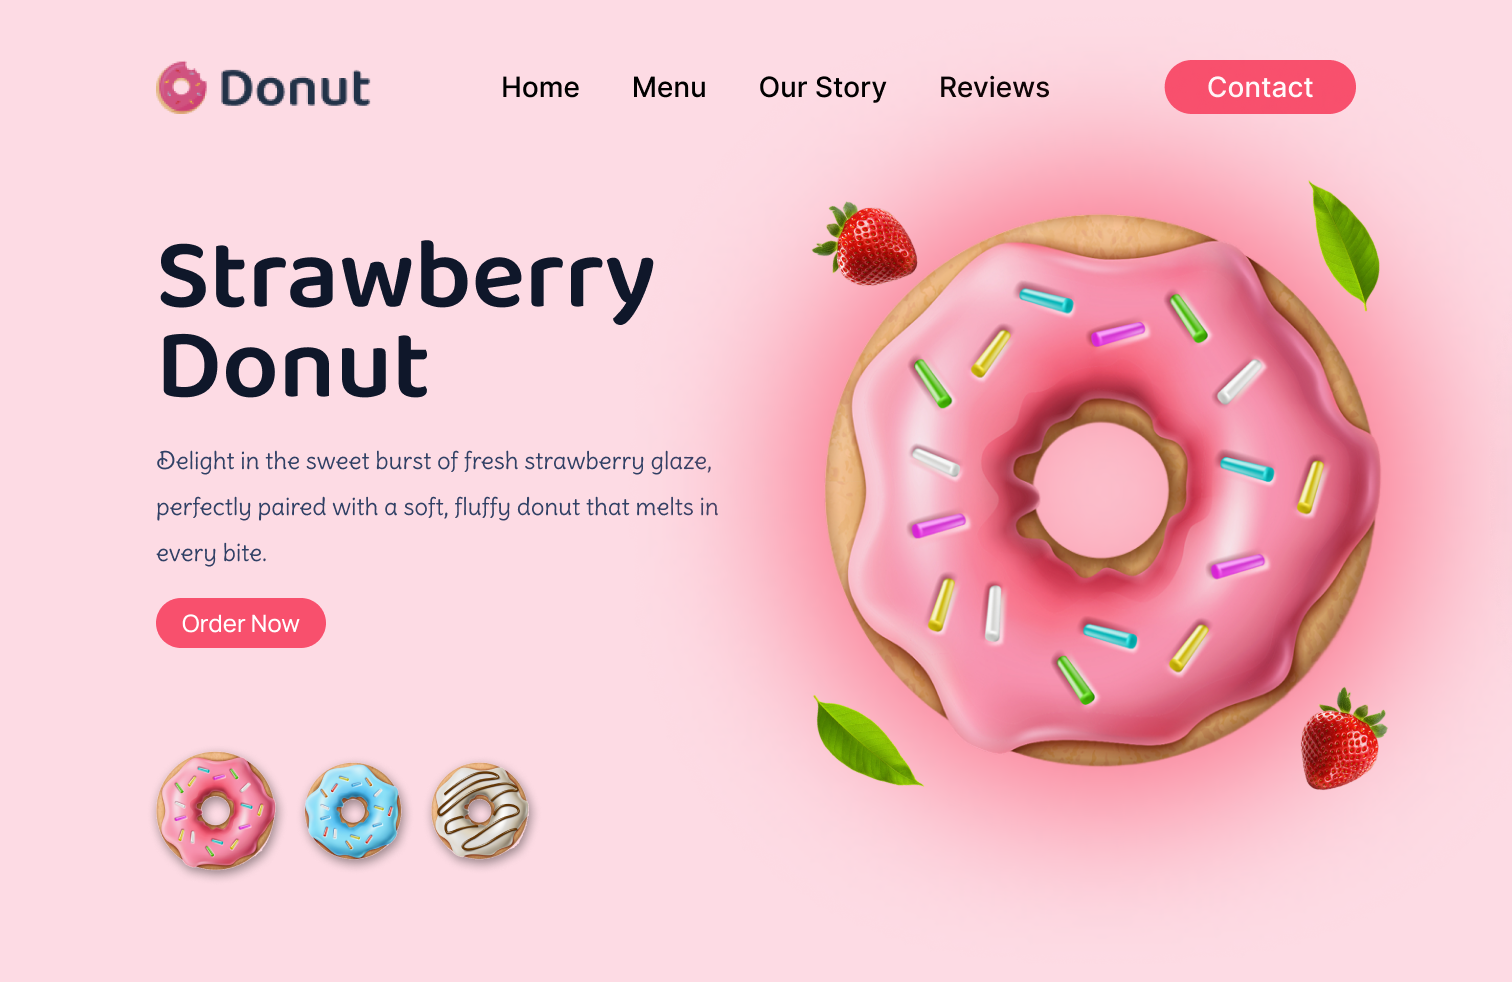 Donut
Home Menu Our Story Reviews Contact
Strawberry
Donut
Delight in the sweet burst of fresh strawberry glaze,
perfectly paired with a soft, fluffy donut that melts in
every bite.
Order Now